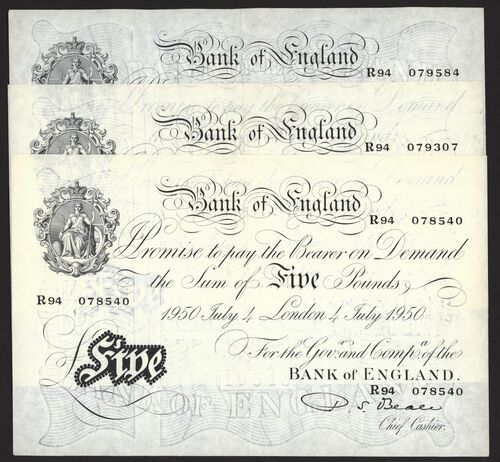 Bank of England
R94 079584
Bank of England
R94 079307
Bank of England
R94 078540
Promise to pay the Bearer on Demand
the Sum of Five Pounds
R94 078540
1950 July 4 London 4 July 1950
For the Govr. and Compa. of the
BANK OF ENGLAND.
£ Five
R94 078540
P. S. Beale
Chief Cashier.